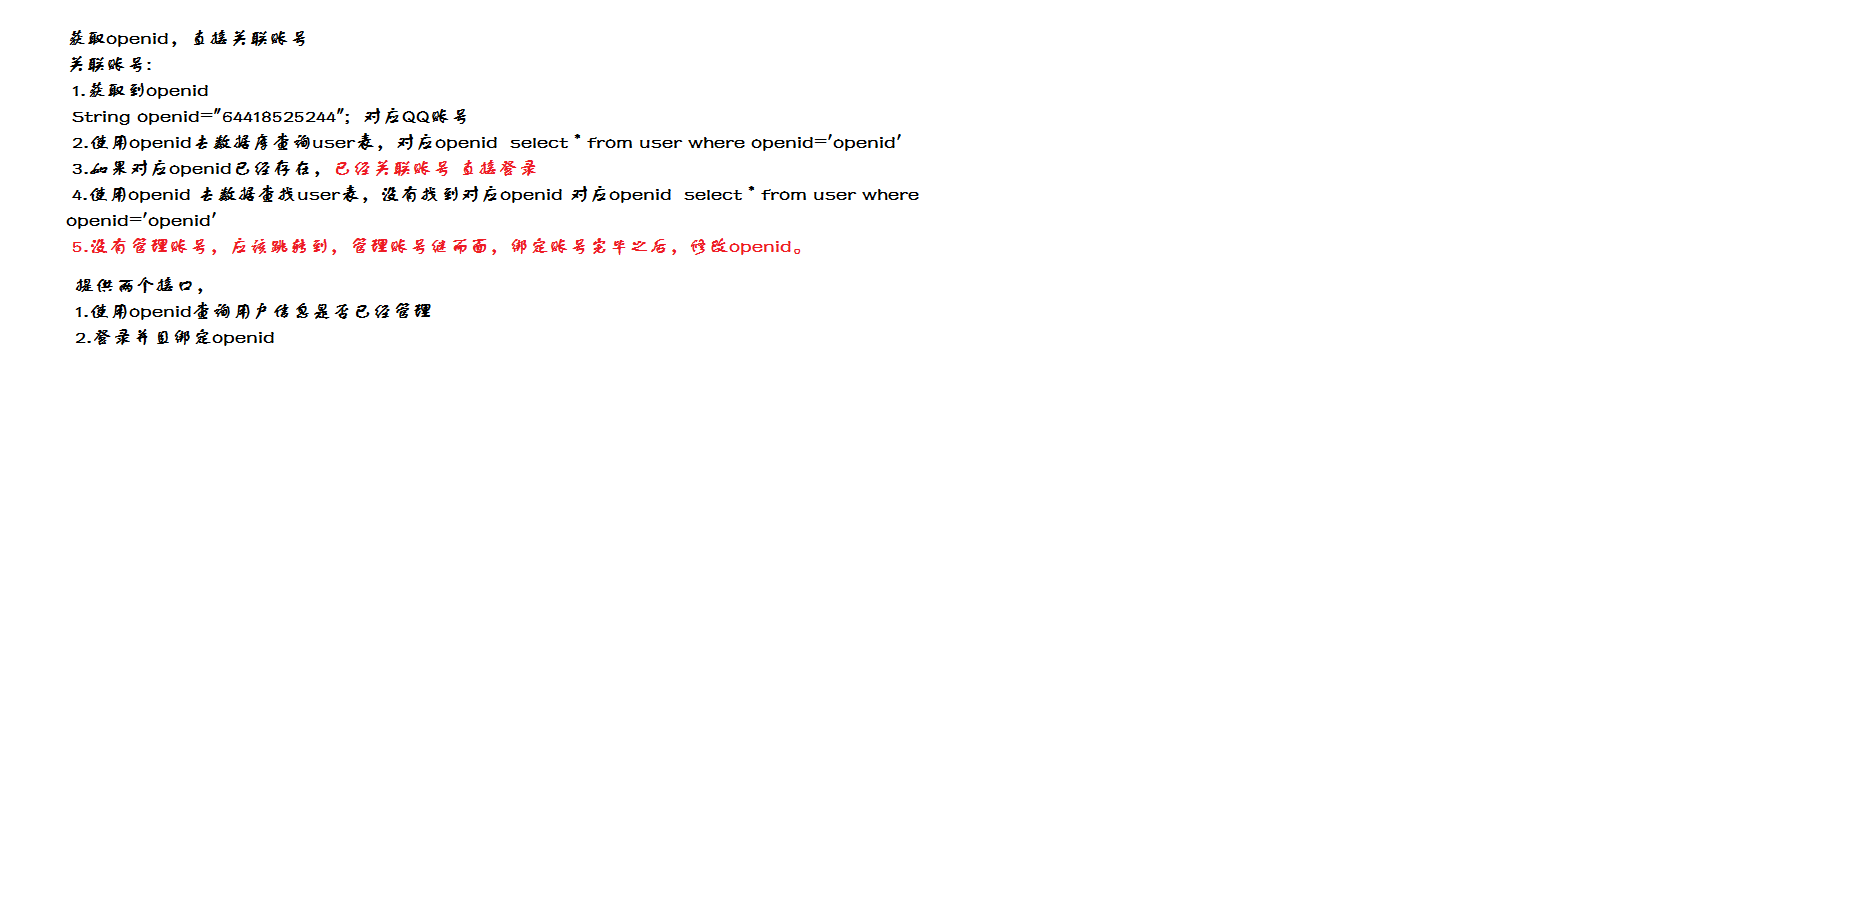 获取openid，直接关联账号
关联账号:
1.获取到openid
String openid="64418525244"; 对应QQ账号
2.使用openid去数据库查询user表，对应openid select * from user where openid='openid'
3.如果对应openid已经存在，已经关联账号 直接登录
4.使用openid 去数据查找user表，没有找到对应openid 对应openid select * from user where
openid='openid'
5.没有管理账号，应该跳转到，管理账号继而面，绑定账号完毕之后，修改openid。
提供两个接口，
1.使用openid查询用户信息是否已经管理
2.登录并且绑定openid